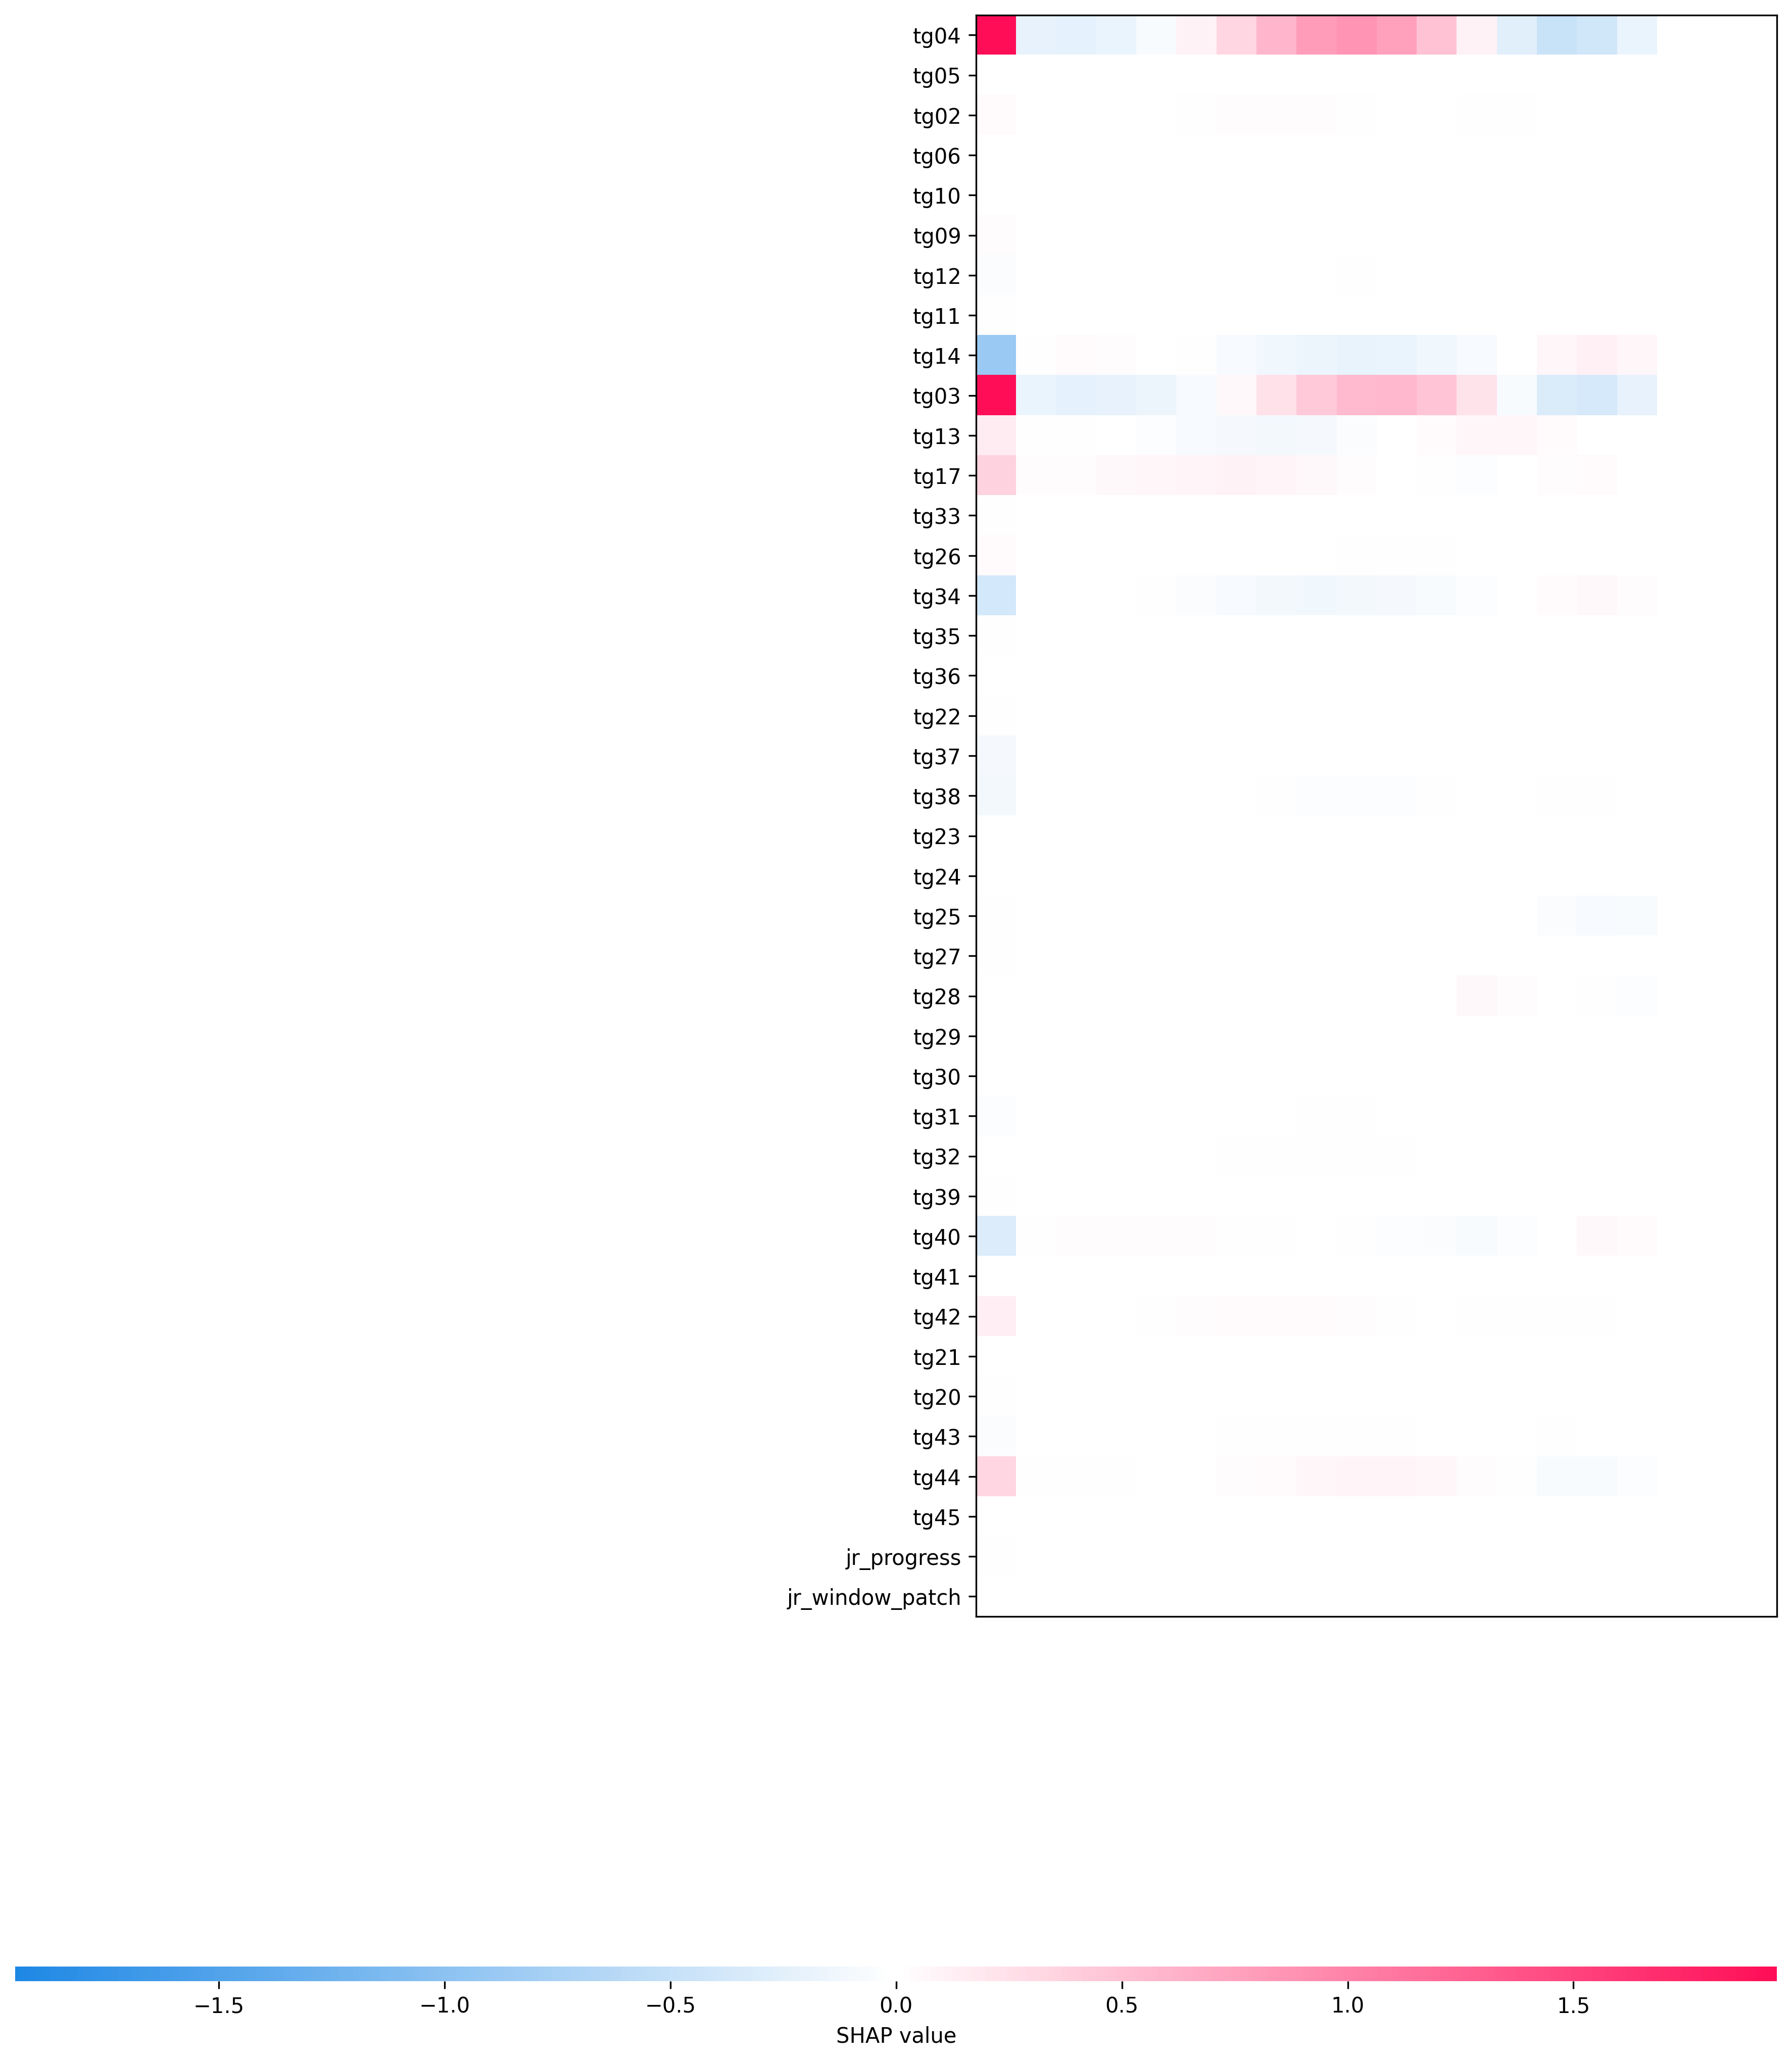 tg04
tg05
tg02
tg06
tg10
tg09
tg12
tg11
tg14
tg03
tg13
tg17
tg33
tg26
tg34
tg35
tg36
tg22
tg37
tg38
tg23
tg24
tg25
tg27
tg28
tg29
tg30
tg31
tg32
tg39
tg40
tg41
tg42
tg21
tg20
tg43
tg44
tg45
jr_progress
jr_window_patch
−1.5 −1.0 −0.5 0.0 0.5 1.0 1.5
SHAP value